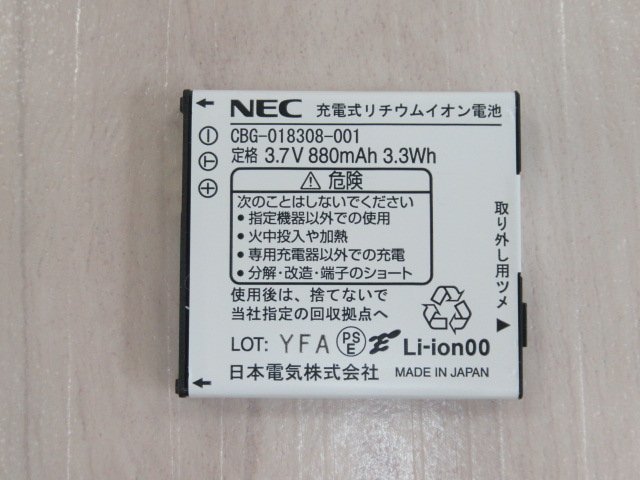 NEC 充電式リチウムイオン電池
CBG-018308-001
定格 3.7V 880mAh 3.3Wh
危険
次のことはしないでください
● 指定機器以外での使用
● 火中投入や加熱
● 専用充電器以外での充電
● 分解・改造・端子のショート
取り外し用ツメ
使用後は、捨てないで
当社指定の回収拠点へ
LOT: YFA PSE Li-ion00
日本電気株式会社 MADE IN JAPAN